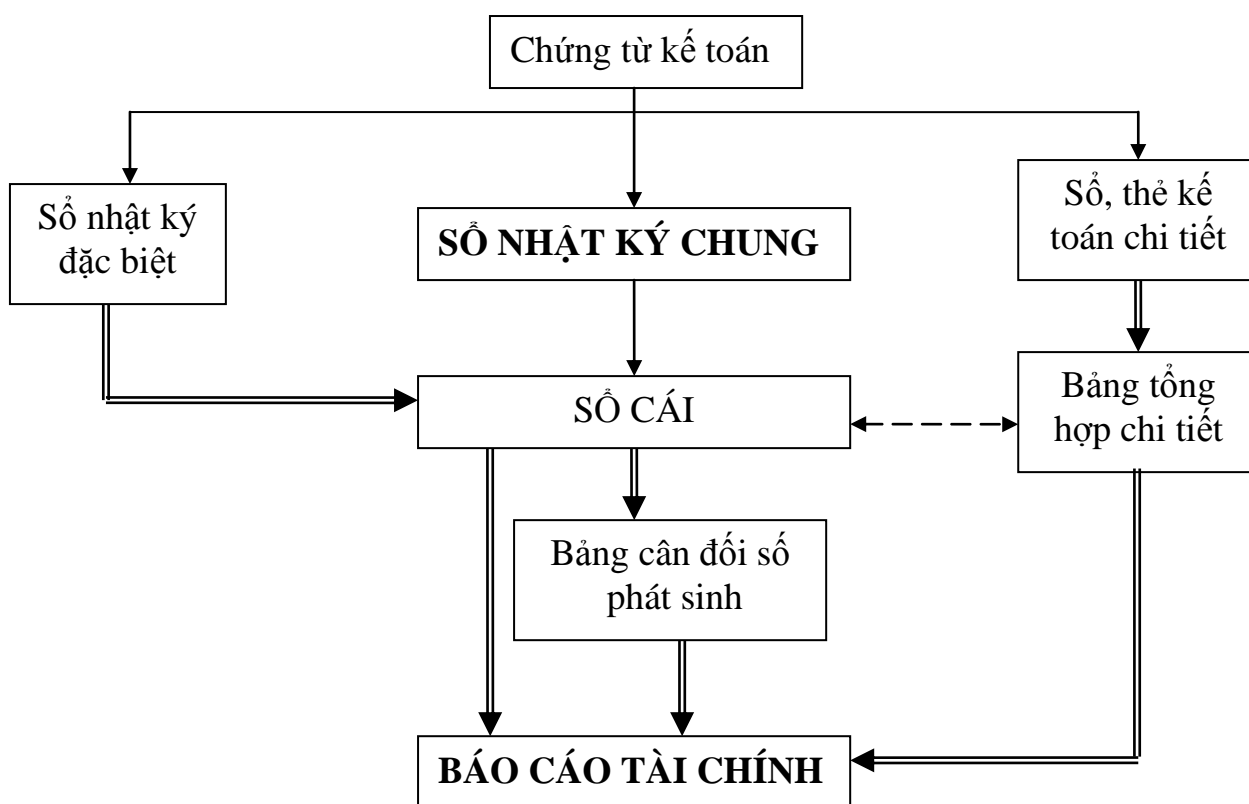 Chứng từ kế toán
Sổ nhật ký
đặc biệt
SỔ NHẬT KÝ CHUNG
Sổ, thẻ kế
toán chi tiết
SỔ CÁI
Bảng tổng
hợp chi tiết
Bảng cân đối số
phát sinh
BÁO CÁO TÀI CHÍNH